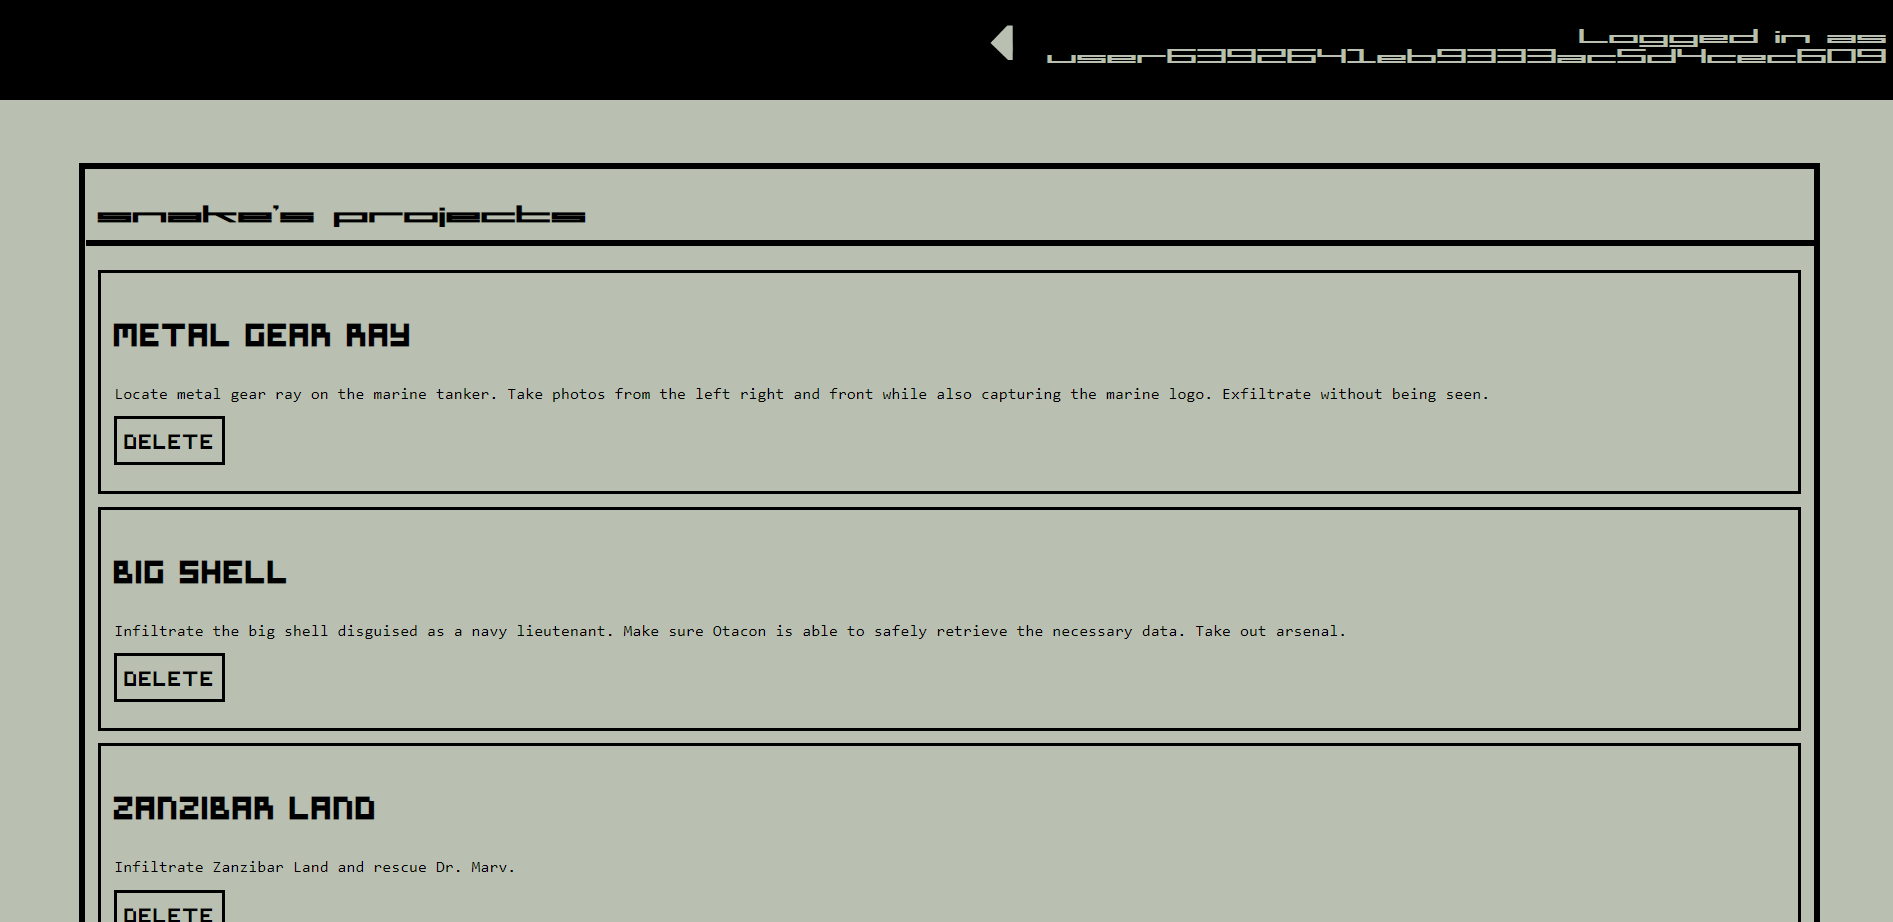 Logged in as
user6392641eb9333ac5d4cec609
snake's projects
METAL GEAR RAY
Locate metal gear ray on the marine tanker. Take photos from the left right and front while also capturing the marine logo. Exfiltrate without being seen.
DELETE
BIG SHELL
Infiltrate the big shell disguised as a navy lieutenant. Make sure Otacon is able to safely retrieve the necessary data. Take out arsenal.
DELETE
ZANZIBAR LAND
Infiltrate Zanzibar Land and rescue Dr. Marv.
DELETE